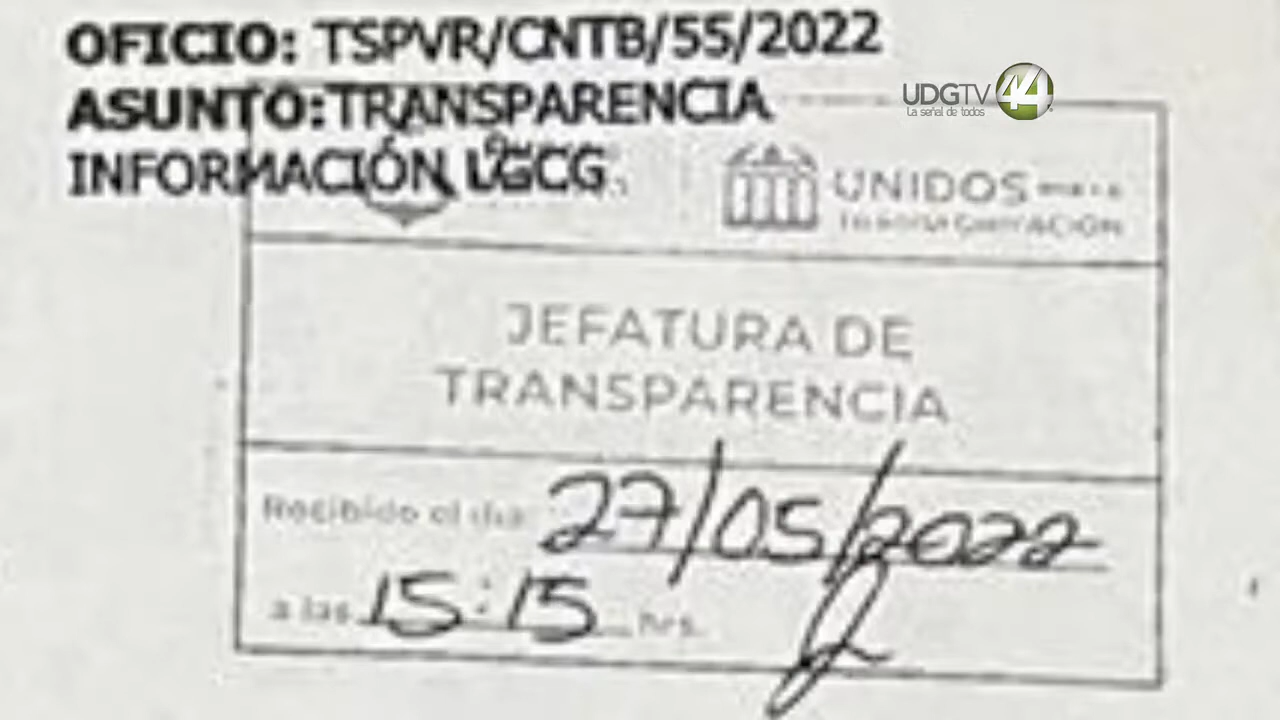 OFICIO: TSPVR/CNTB/55/2022
ASUNTO:TRANSPARENCIA
INFORMACIÓN LGCG
UDGTV 44
La señal de todos
UNIDOS
JEFATURA DE
TRANSPARENCIA
Recibido el día 27/05/2022
a las 15:15 hrs.